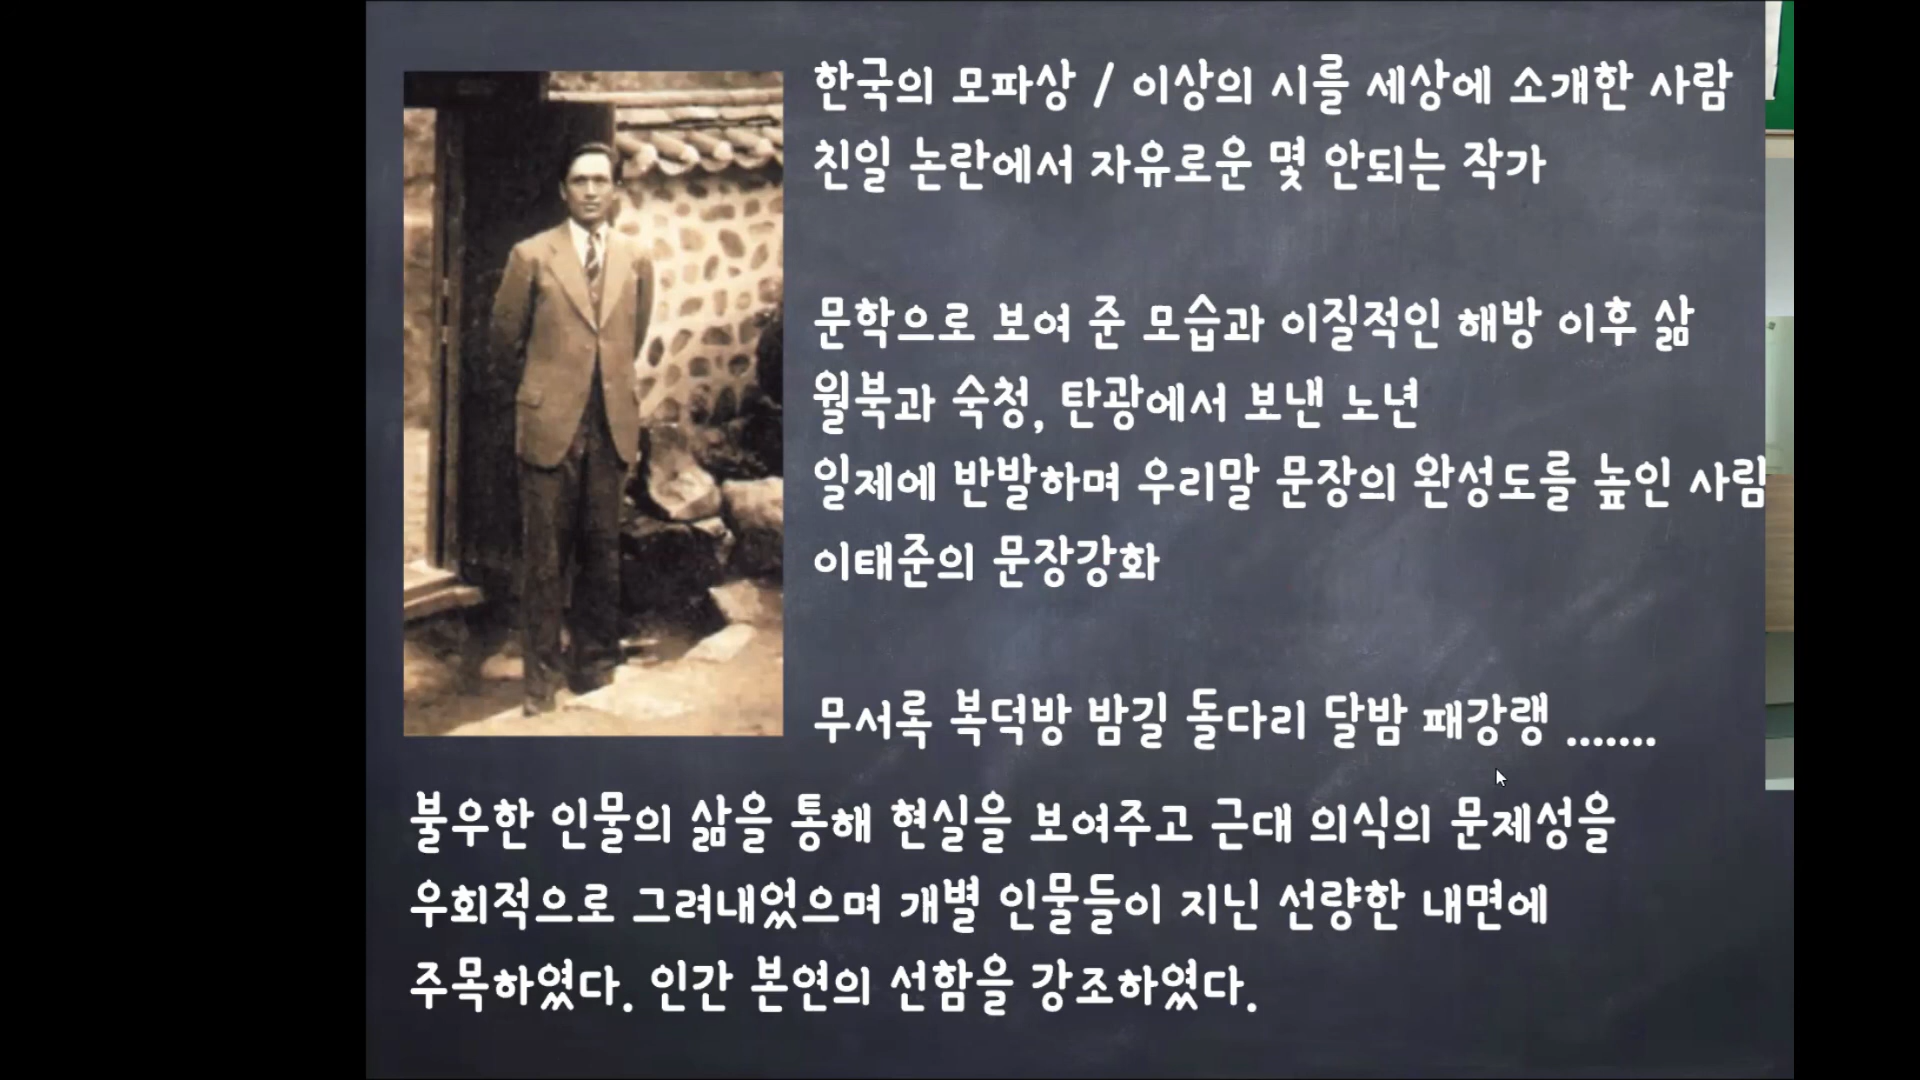 한국의 모파상 / 이상의 시를 세상에 소개한 사람
친일 논란에서 자유로운 몇 안되는 작가
문학으로 보여 준 모습과 이질적인 해방 이후 삶
월북과 숙청, 탄광에서 보낸 노년
일제에 반발하며 우리말 문장의 완성도를 높인 사람
이태준의 문장강화
무서록 복덕방 밤길 돌다리 달밤 패강랭 .......
불우한 인물의 삶을 통해 현실을 보여주고 근대 의식의 문제성을
우회적으로 그려내었으며 개별 인물들이 지닌 선량한 내면에
주목하였다. 인간 본연의 선함을 강조하였다.